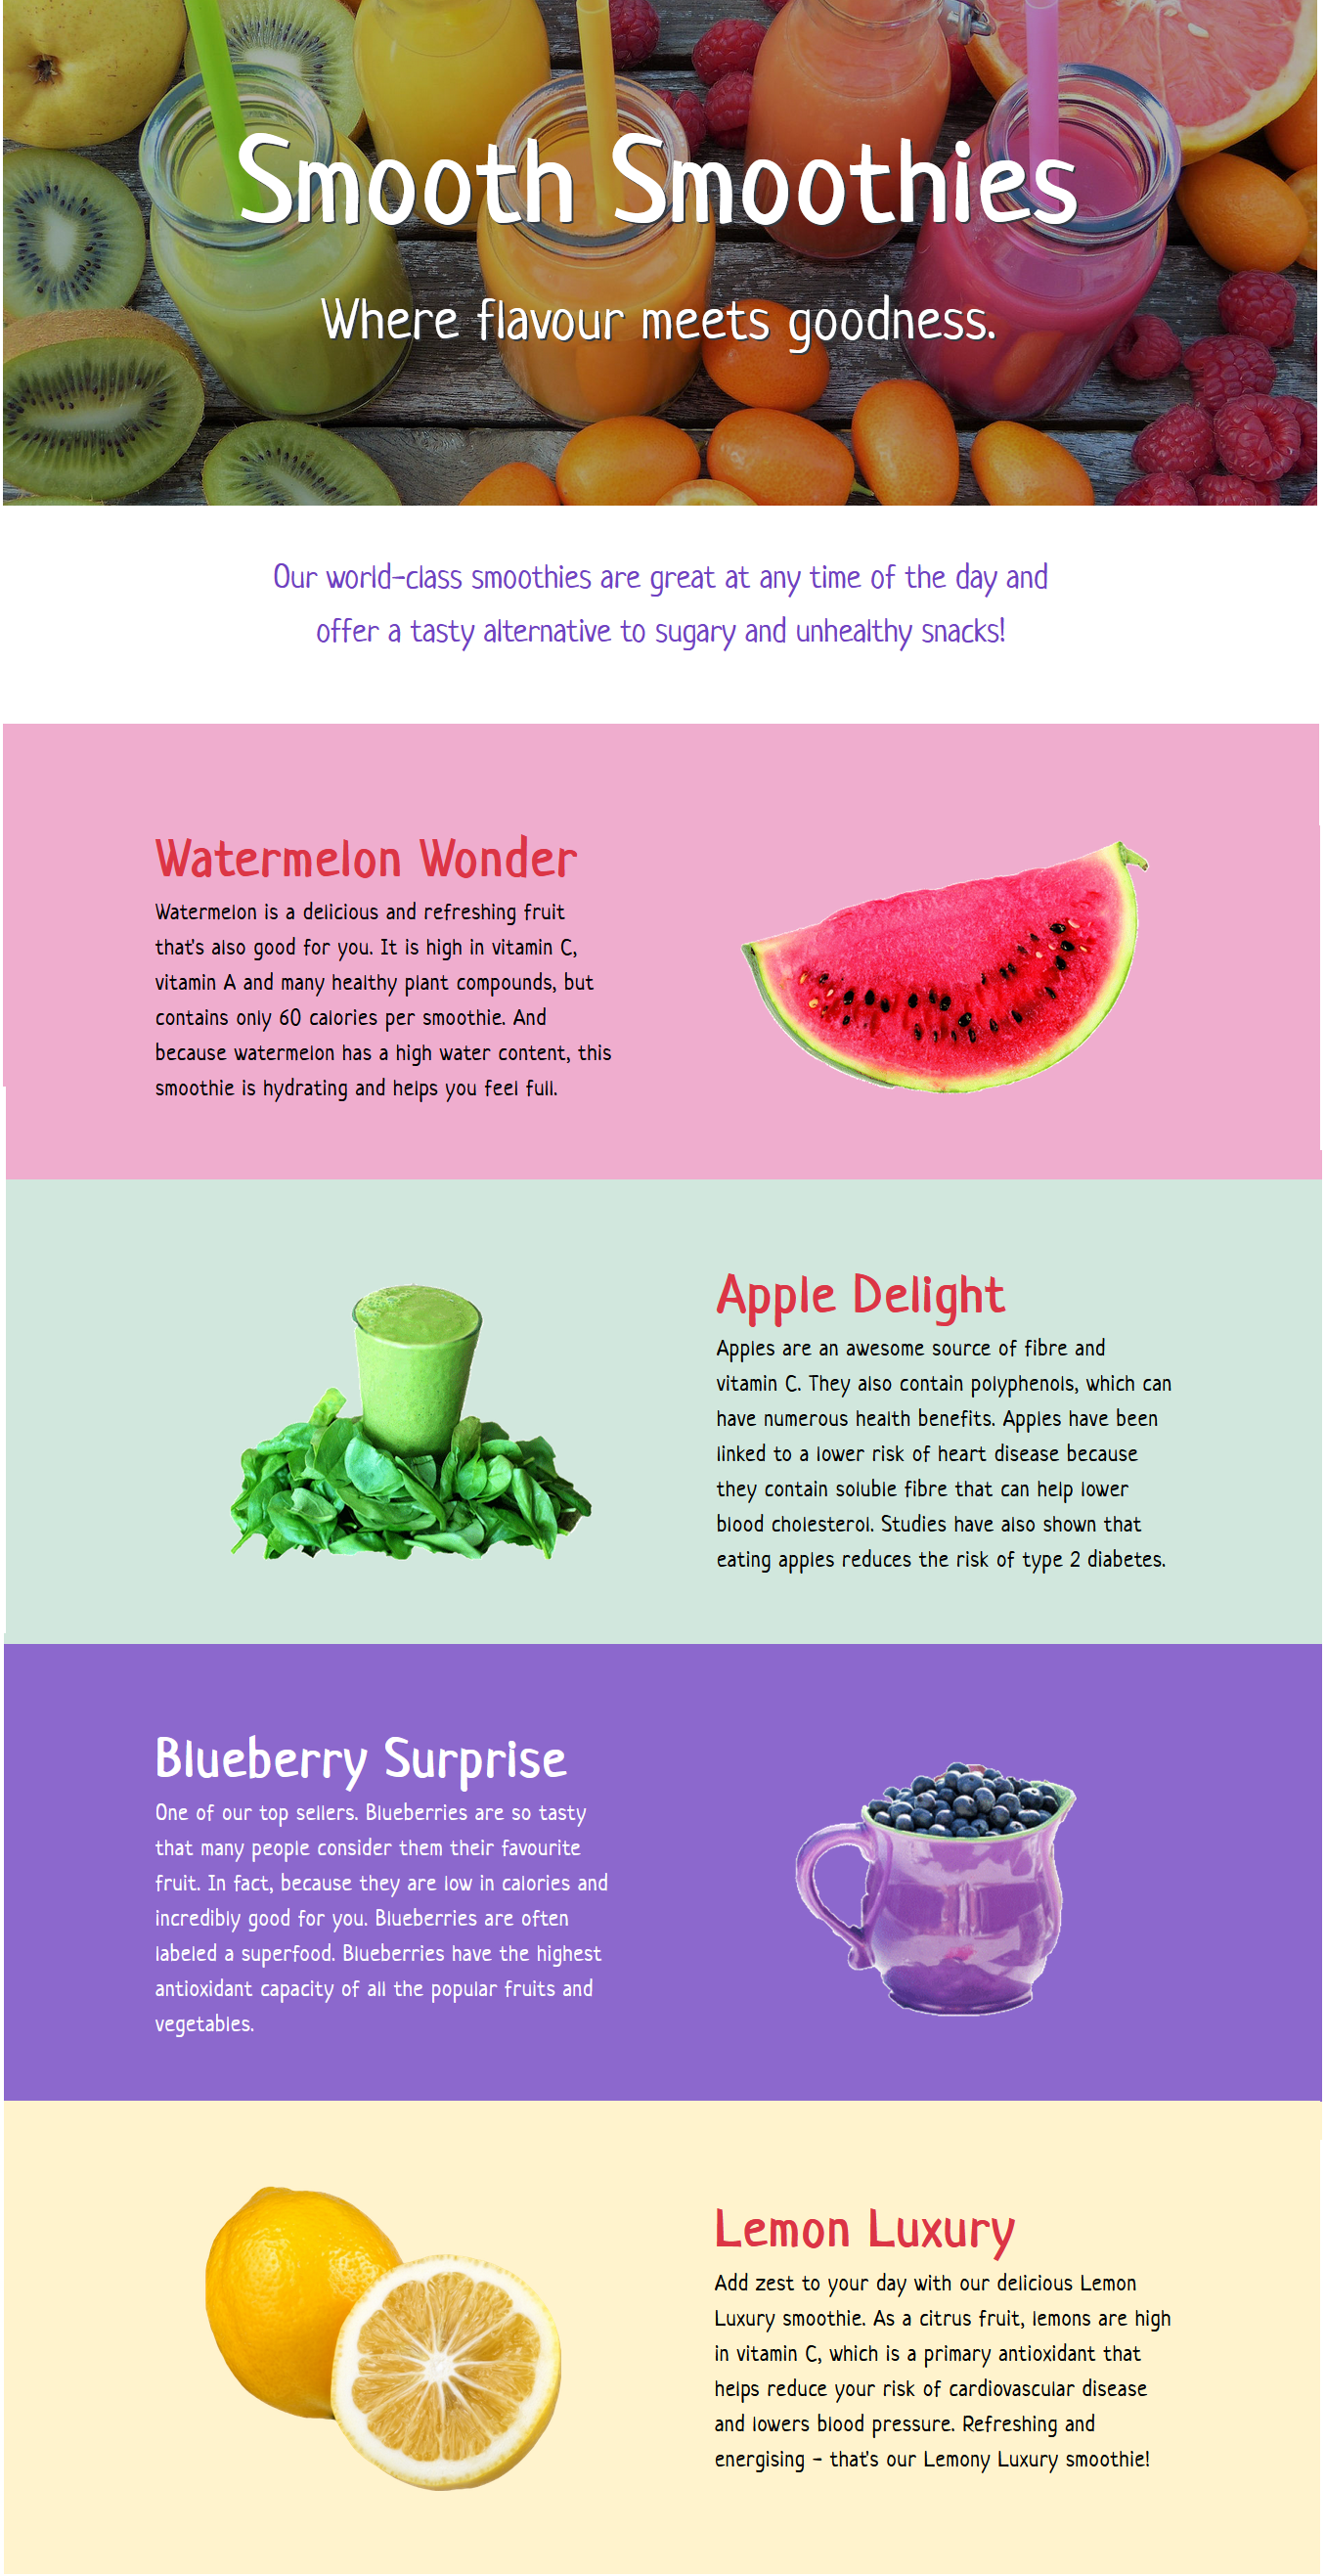 Smooth Smoothies
Where flavour meets goodness.
Our world-class smoothies are great at any time of the day and
offer a tasty alternative to sugary and unhealthy snacks!
Watermelon Wonder
Watermelon is a delicious and refreshing fruit
that's also good for you. It is high in vitamin C,
vitamin A and many healthy plant compounds, but
contains only 60 calories per smoothie. And
because watermelon has a high water content, this
smoothie is hydrating and helps you feel full.
Apple Delight
Apples are an awesome source of fibre and
vitamin C. They also contain polyphenols, which can
have numerous health benefits. Apples have been
linked to a lower risk of heart disease because
they contain soluble fibre that can help lower
blood cholesterol. Studies have also shown that
eating apples reduces the risk of type 2 diabetes.
Blueberry Surprise
One of our top sellers. Blueberries are so tasty
that many people consider them their favourite
fruit. In fact, because they are low in calories and
incredibly good for you. Blueberries are often
labeled a superfood. Blueberries have the highest
antioxidant capacity of all the popular fruits and
vegetables.
Lemon Luxury
Add zest to your day with our delicious Lemon
Luxury smoothie. As a citrus fruit, lemons are high
in vitamin C, which is a primary antioxidant that
helps reduce your risk of cardiovascular disease
and lowers blood pressure. Refreshing and
energising - that's our Lemony Luxury smoothie!